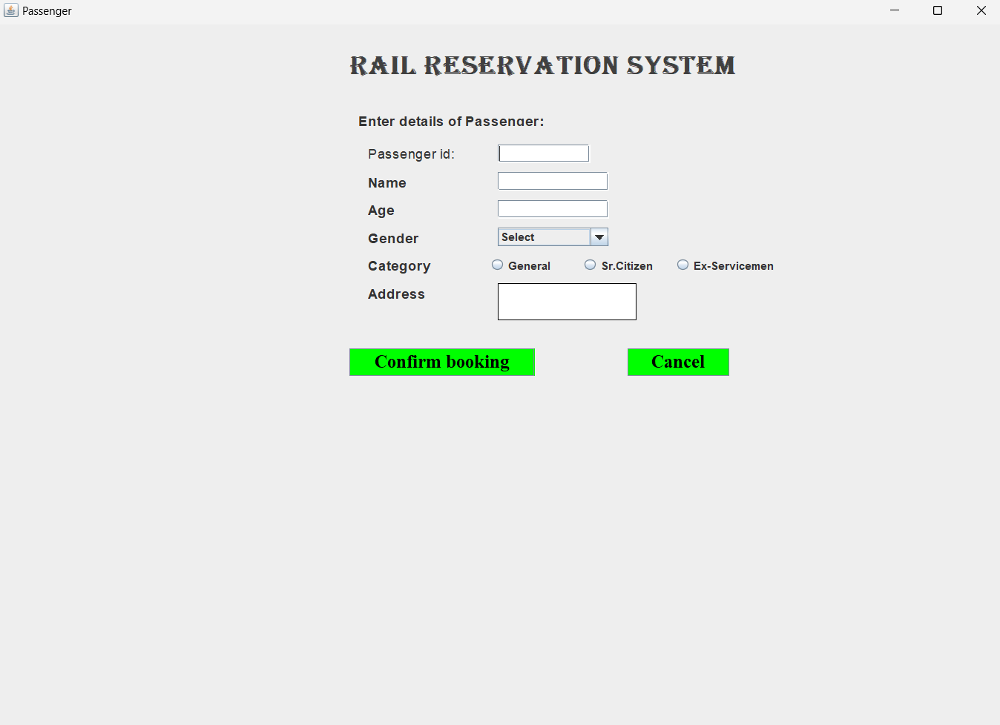 Passenger
RAIL RESERVATION SYSTEM
Enter details of Passenger:
Passenger id:
Name
Age
Gender Select
Category General Sr.Citizen Ex-Servicemen
Address
Confirm booking Cancel